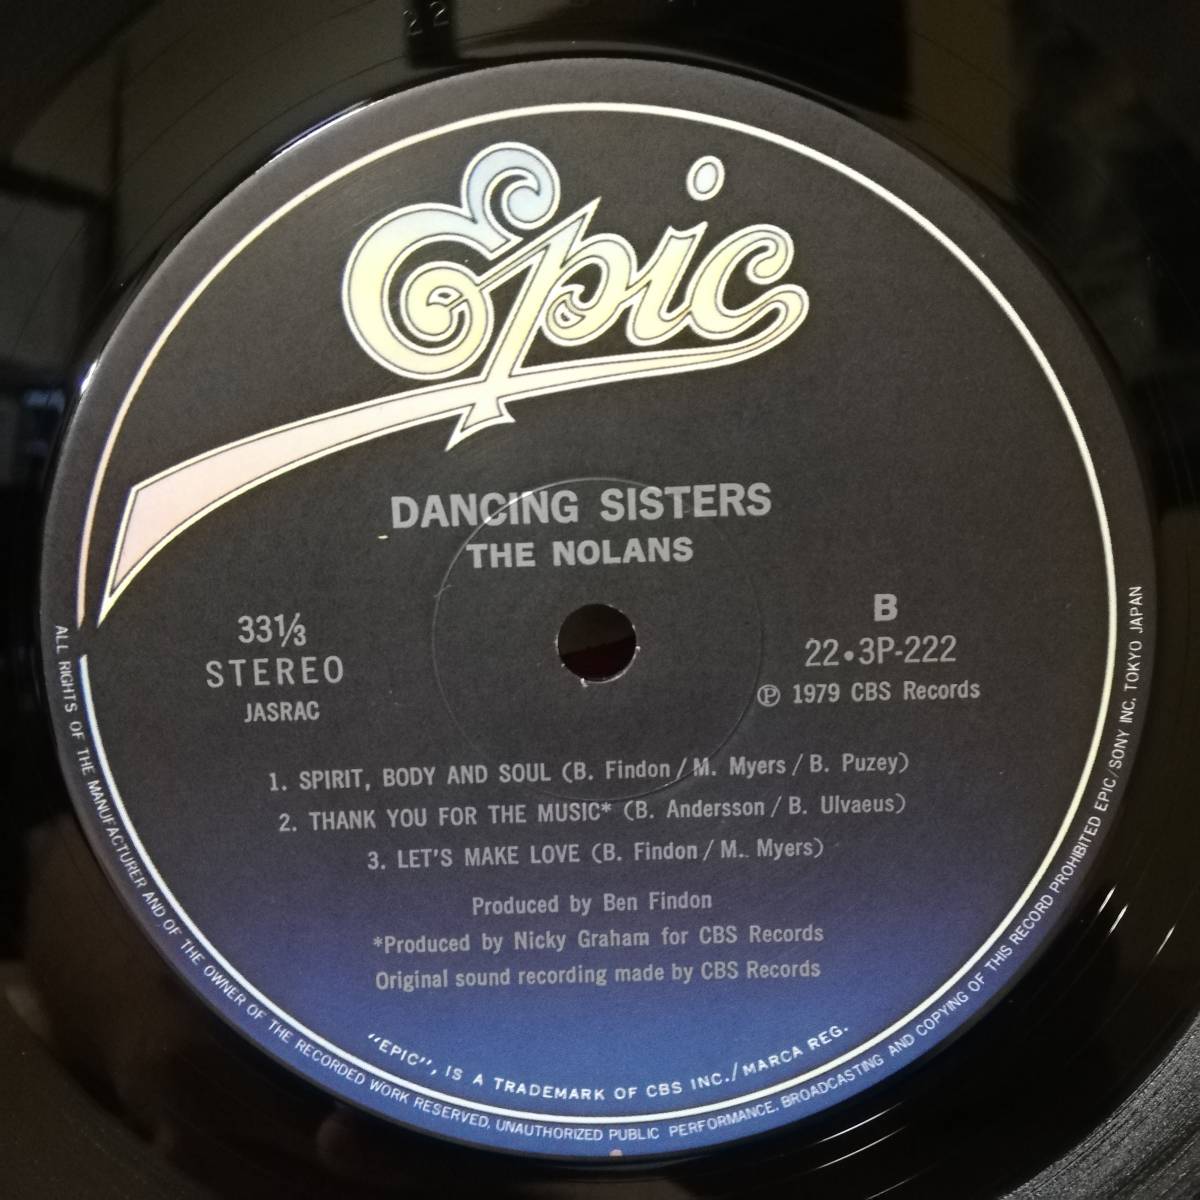 22
Epic
DANCING SISTERS
THE NOLANS
33⅓
STEREO
JASRAC
B
22・3P-222
Ⓟ 1979 CBS Records
1. SPIRIT, BODY AND SOUL (B. Findon / M. Myers / B. Puzey)
2. THANK YOU FOR THE MUSIC* (B. Andersson / B. Ulvaeus)
3. LET'S MAKE LOVE (B. Findon / M. Myers)
Produced by Ben Findon
*Produced by Nicky Graham for CBS Records
Original sound recording made by CBS Records
"EPIC", IS A TRADEMARK OF CBS INC./MARCA REG.
ALL RIGHTS OF THE MANUFACTURER AND OF THE OWNER OF THE RECORDED WORK RESERVED. UNAUTHORIZED PUBLIC PERFORMANCE. BROADCASTING AND COPYING OF THIS RECORD PROHIBITED EPIC/SONY INC. TOKYO JAPAN